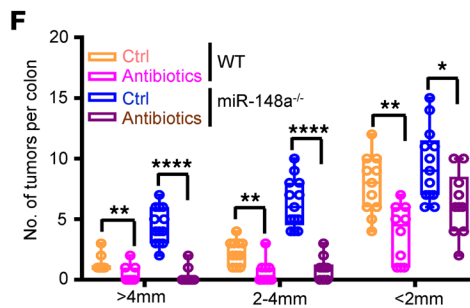 F
No. of tumors per colon
20
15
10
5
0
Ctrl
Antibiotics
WT
Ctrl
Antibiotics
miR-148a-/-
**
****
**
****
**
*
>4mm
2-4mm
<2mm